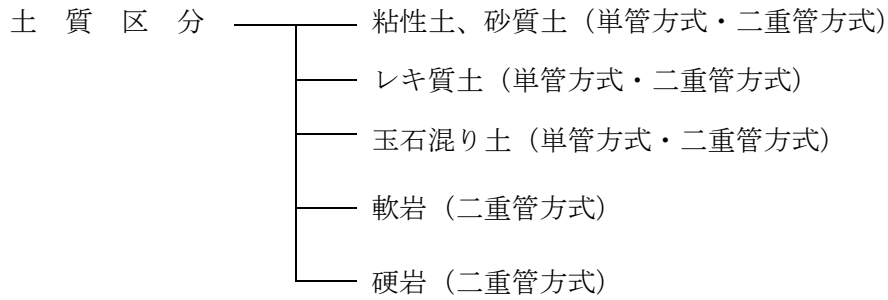 土質区分
粘性土、砂質土（単管方式・二重管方式）
レキ質土（単管方式・二重管方式）
玉石混り土（単管方式・二重管方式）
軟岩（二重管方式）
硬岩（二重管方式）